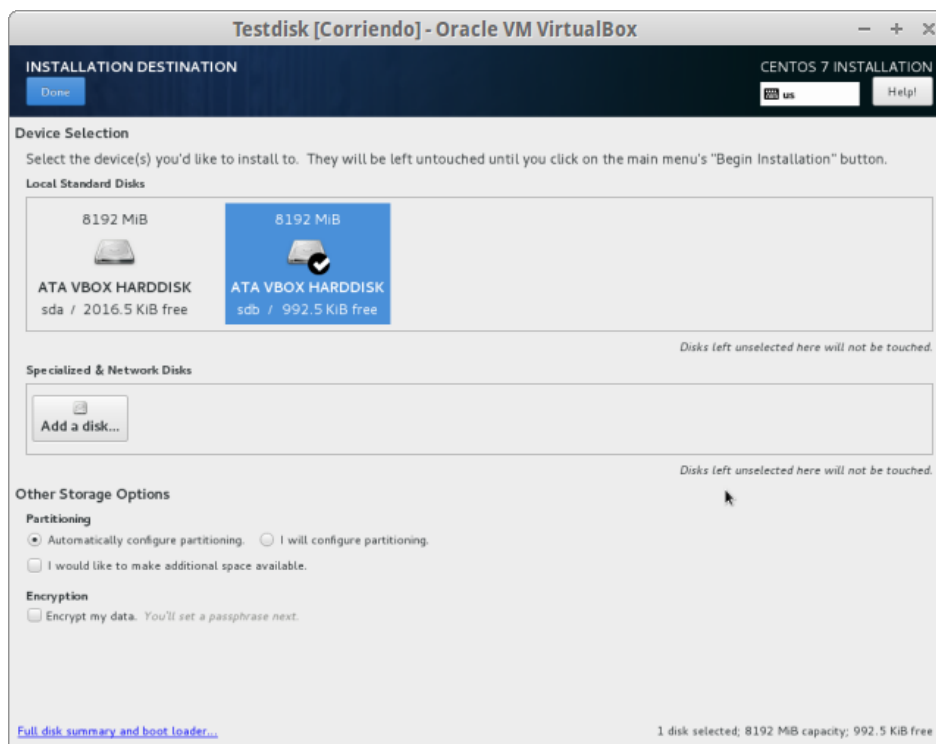 Testdisk [Corriendo] - Oracle VM VirtualBox
INSTALLATION DESTINATION
CENTOS 7 INSTALLATION
Done
us
Help!
Device Selection
Select the device(s) you'd like to install to. They will be left untouched until you click on the main menu's "Begin Installation" button.
Local Standard Disks
8192 MiB
ATA VBOX HARDDISK
sda / 2016.5 KiB free
8192 MiB
ATA VBOX HARDDISK
sdb / 992.5 KiB free
Disks left unselected here will not be touched.
Specialized & Network Disks
Add a disk...
Disks left unselected here will not be touched.
Other Storage Options
Partitioning
Automatically configure partitioning.
I will configure partitioning.
I would like to make additional space available.
Encryption
Encrypt my data. You'll set a passphrase next.
Full disk summary and boot loader...
1 disk selected; 8192 MiB capacity; 992.5 KiB free